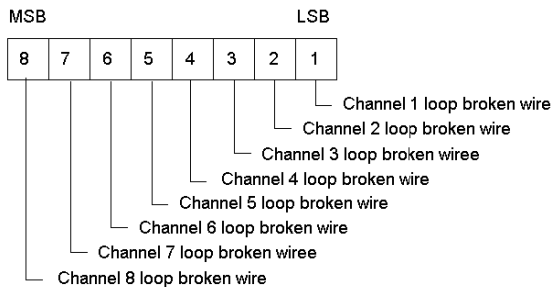 MSB LSB
8 7 6 5 4 3 2 1
Channel 1 loop broken wire
Channel 2 loop broken wire
Channel 3 loop broken wiree
Channel 4 loop broken wire
Channel 5 loop broken wire
Channel 6 loop broken wire
Channel 7 loop broken wiree
Channel 8 loop broken wire